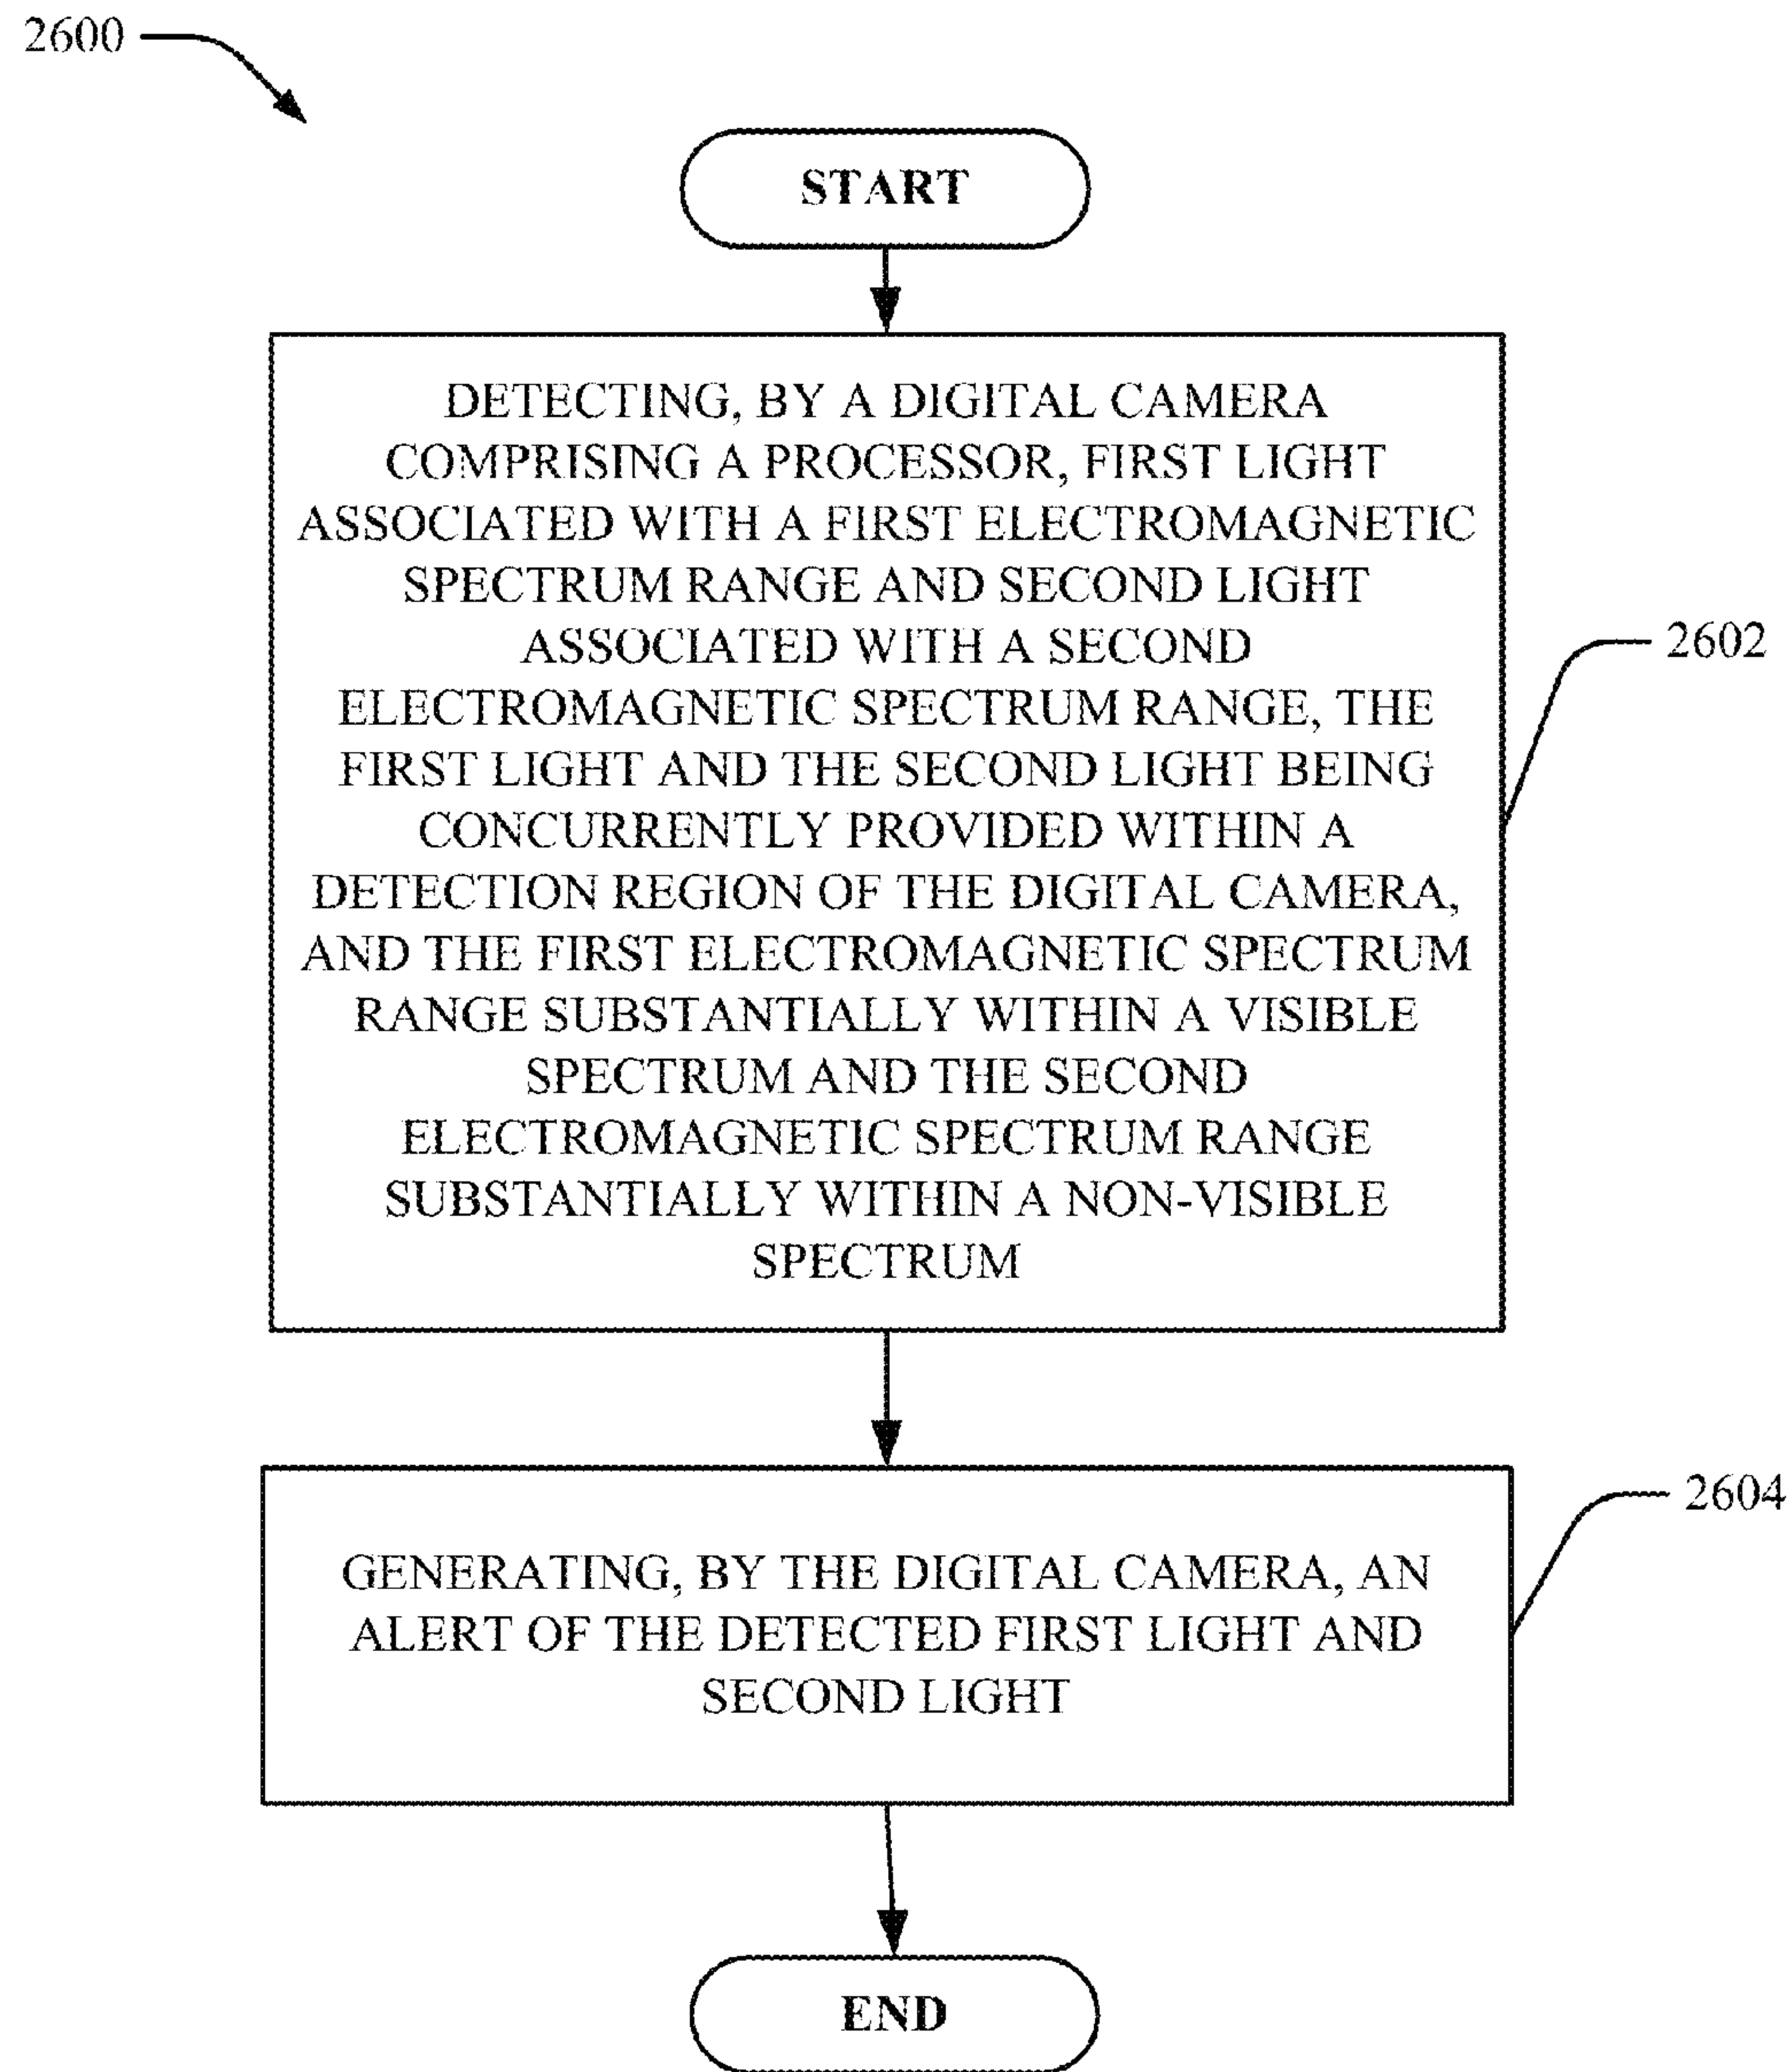 2600
START
DETECTING, BY A DIGITAL CAMERA
COMPRISING A PROCESSOR, FIRST LIGHT
ASSOCIATED WITH A FIRST ELECTROMAGNETIC
SPECTRUM RANGE AND SECOND LIGHT
ASSOCIATED WITH A SECOND
ELECTROMAGNETIC SPECTRUM RANGE, THE
FIRST LIGHT AND THE SECOND LIGHT BEING
CONCURRENTLY PROVIDED WITHIN A
DETECTION REGION OF THE DIGITAL CAMERA,
AND THE FIRST ELECTROMAGNETIC SPECTRUM
RANGE SUBSTANTIALLY WITHIN A VISIBLE
SPECTRUM AND THE SECOND
ELECTROMAGNETIC SPECTRUM RANGE
SUBSTANTIALLY WITHIN A NON-VISIBLE
SPECTRUM
2602
GENERATING, BY THE DIGITAL CAMERA, AN
ALERT OF THE DETECTED FIRST LIGHT AND
SECOND LIGHT
2604
END